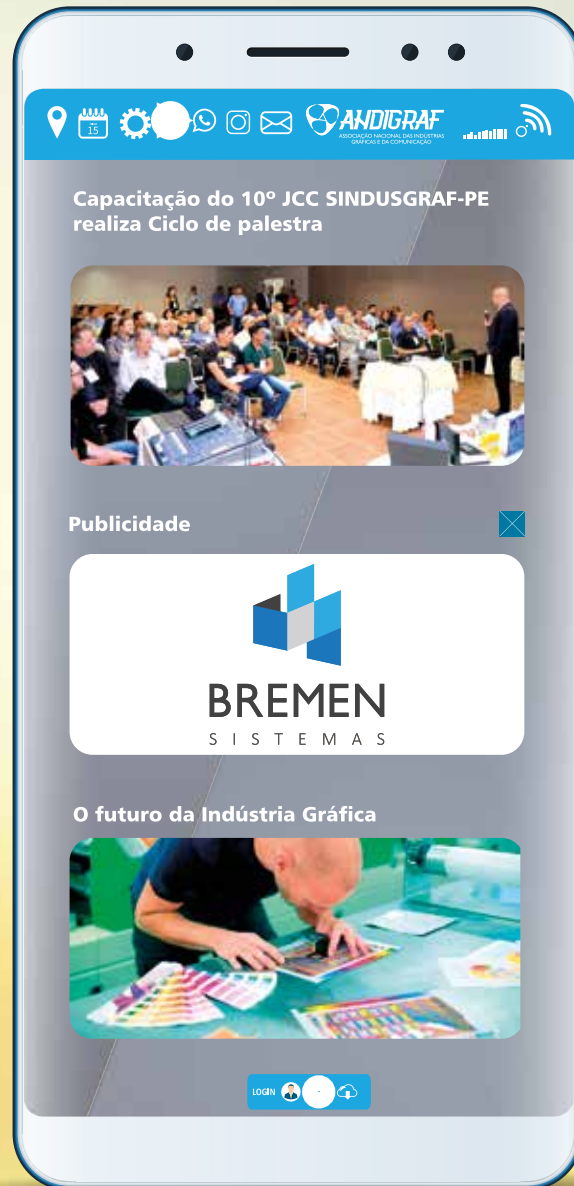 15
ANDIGRAF
ASSOCIAÇÃO NACIONAL DAS INDÚSTRIAS
GRÁFICAS E DA COMUNICAÇÃO
Capacitação do 10º JCC SINDUSGRAF-PE
realiza Ciclo de palestra
Publicidade
BREMEN
SISTEMAS
O futuro da Indústria Gráfica
LOGIN